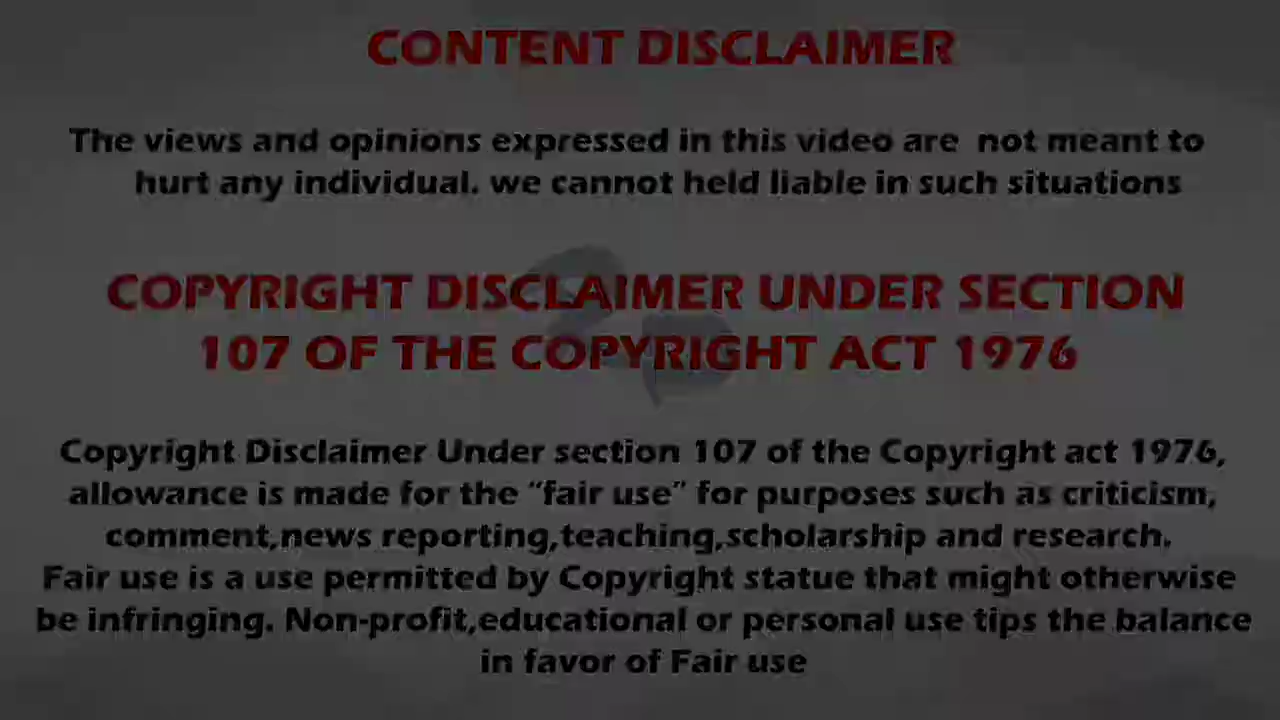 CONTENT DISCLAIMER
The views and opinions expressed in this video are not meant to
hurt any individual. we cannot held liable in such situations
COPYRIGHT DISCLAIMER UNDER SECTION
107 OF THE COPYRIGHT ACT 1976
Copyright Disclaimer Under section 107 of the Copyright act 1976,
allowance is made for the "fair use" for purposes such as criticism,
comment,news reporting,teaching,scholarship and research.
Fair use is a use permitted by Copyright statue that might otherwise
be infringing. Non-profit,educational or personal use tips the balance
in favor of Fair use